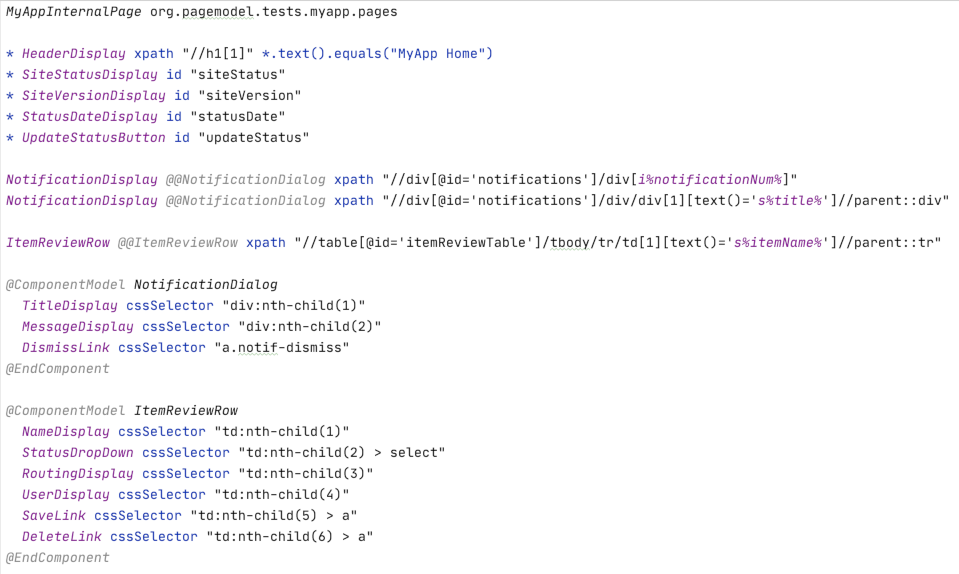 MyAppInternalPage org.pagemodel.tests.myapp.pages
* HeaderDisplay xpath "//h1[1]" *.text().equals("MyApp Home")
* SiteStatusDisplay id "siteStatus"
* SiteVersionDisplay id "siteVersion"
* StatusDateDisplay id "statusDate"
* UpdateStatusButton id "updateStatus"
NotificationDisplay @@NotificationDialog xpath "//div[@id='notifications']/div[i%notificationNum%]"
NotificationDisplay @@NotificationDialog xpath "//div[@id='notifications']/div/div[1][text()='s%title%']//parent::div"
ItemReviewRow @@ItemReviewRow xpath "//table[@id='itemReviewTable']/tbody/tr/td[1][text()='s%itemName%']//parent::tr"
@ComponentModel NotificationDialog
TitleDisplay cssSelector "div:nth-child(1)"
MessageDisplay cssSelector "div:nth-child(2)"
DismissLink cssSelector "a.notif-dismiss"
@EndComponent
@ComponentModel ItemReviewRow
NameDisplay cssSelector "td:nth-child(1)"
StatusDropDown cssSelector "td:nth-child(2) > select"
RoutingDisplay cssSelector "td:nth-child(3)"
UserDisplay cssSelector "td:nth-child(4)"
SaveLink cssSelector "td:nth-child(5) > a"
DeleteLink cssSelector "td:nth-child(6) > a"
@EndComponent